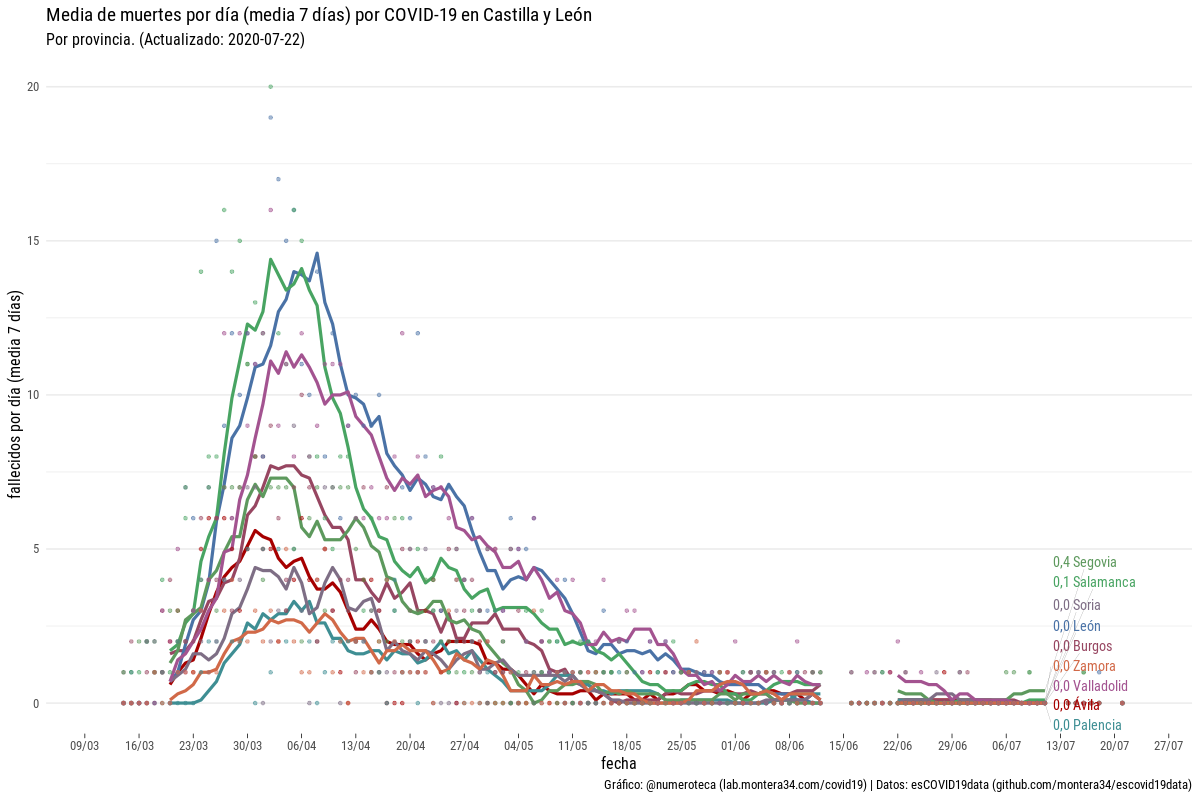 Media de muertes por día (media 7 días) por COVID-19 en Castilla y León
Por provincia. (Actualizado: 2020-07-22)
fallecidos por día (media 7 días)
20
15
10
5
0
0,4 Segovia
0,1 Salamanca
0,0 Soria
0,0 León
0,0 Burgos
0,0 Zamora
0,0 Valladolid
0,0 Ávila
0,0 Palencia
09/03 16/03 23/03 30/03 06/04 13/04 20/04 27/04 04/05 11/05 18/05 25/05 01/06 08/06 15/06 22/06 29/06 06/07 13/07 20/07 27/07
fecha
Gráfico: @numeroteca (lab.montera34.com/covid19) | Datos: esCOVID19data (github.com/montera34/escovid19data)